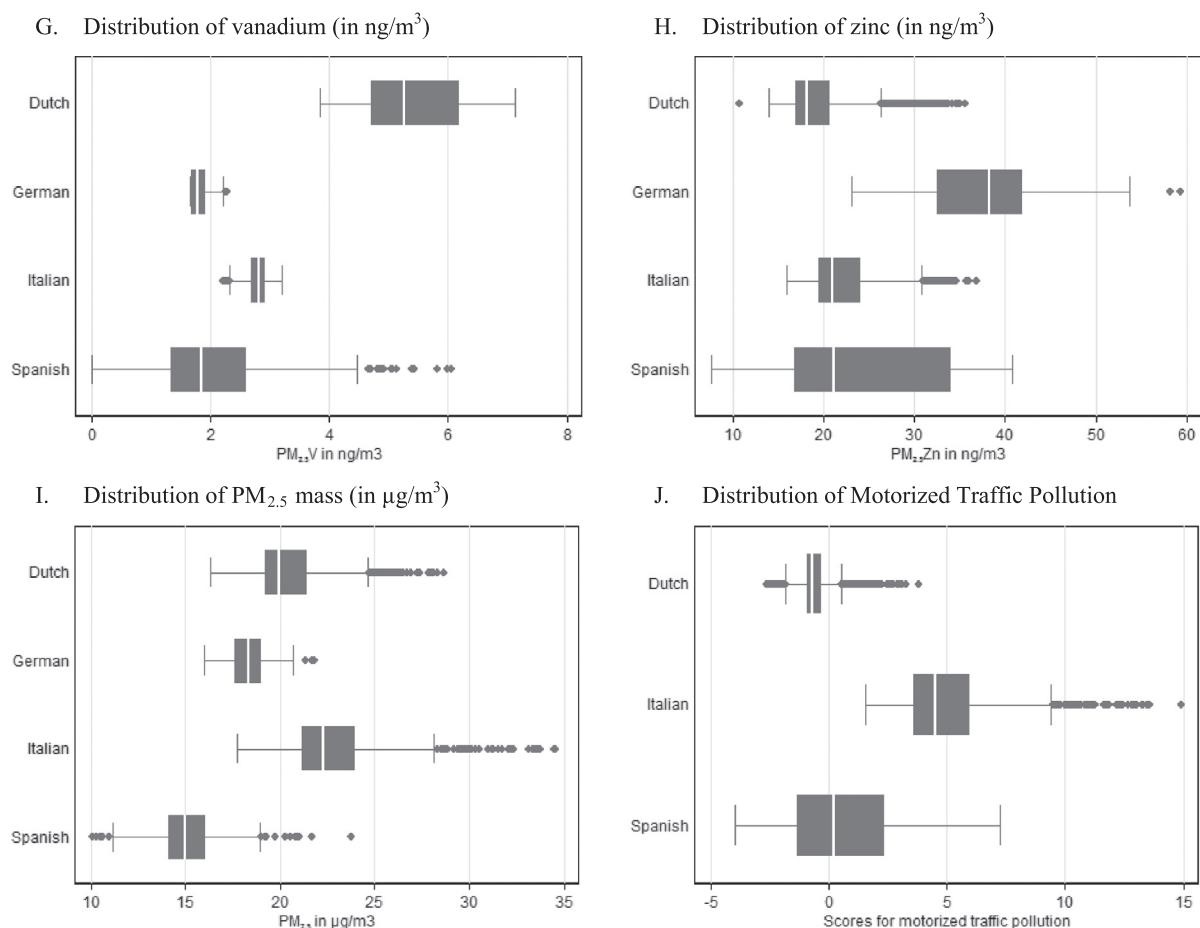 G. Distribution of vanadium (in ng/m³)
Dutch
German
Italian
Spanish
0 2 4 6 8
PM₂.₅V in ng/m3
H. Distribution of zinc (in ng/m³)
Dutch
German
Italian
Spanish
10 20 30 40 50 60
PM₂.₅Zn in ng/m3
I. Distribution of PM₂.₅ mass (in µg/m³)
Dutch
German
Italian
Spanish
10 15 20 25 30 35
PM₂.₅ in µg/m3
J. Distribution of Motorized Traffic Pollution
Dutch
Italian
Spanish
-5 0 5 10 15
Scores for motorized traffic pollution